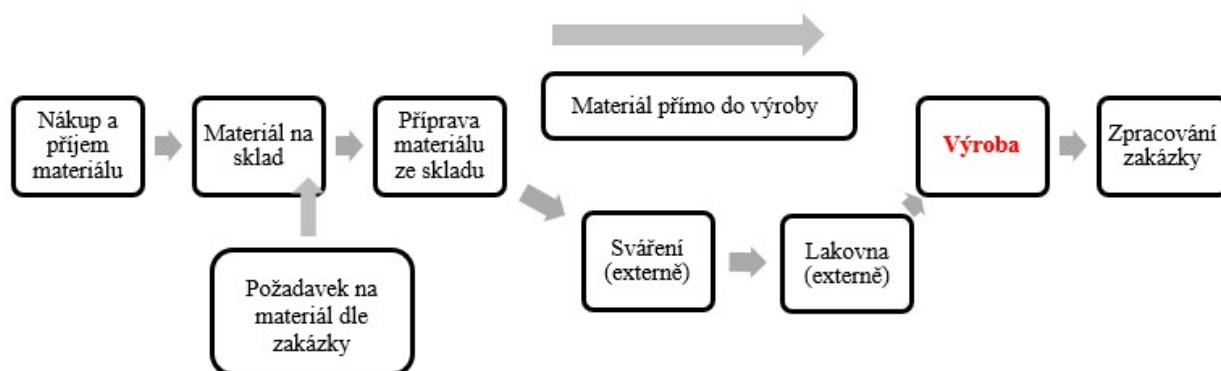 Nákup a
příjem
materiálu
Materiál na
sklad
Příprava
materiálu
ze skladu
Materiál přímo do výroby
Výroba
Zpracování
zakázky
Sváření
(externě)
Lakovna
(externě)
Požadavek na
materiál dle
zakázky